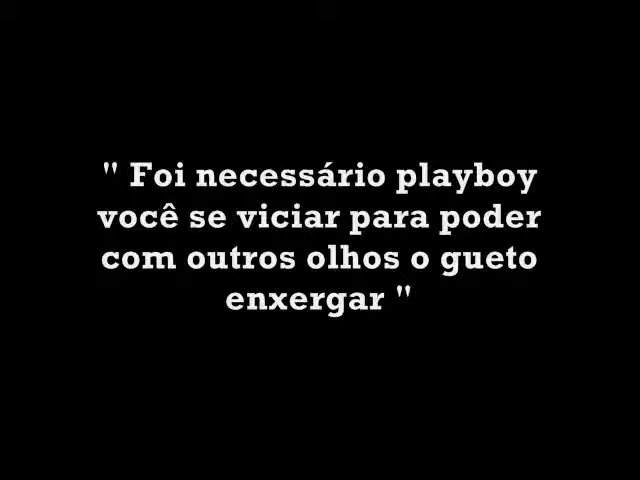 " Foi necessário playboy
você se viciar para poder
com outros olhos o gueto
enxergar "